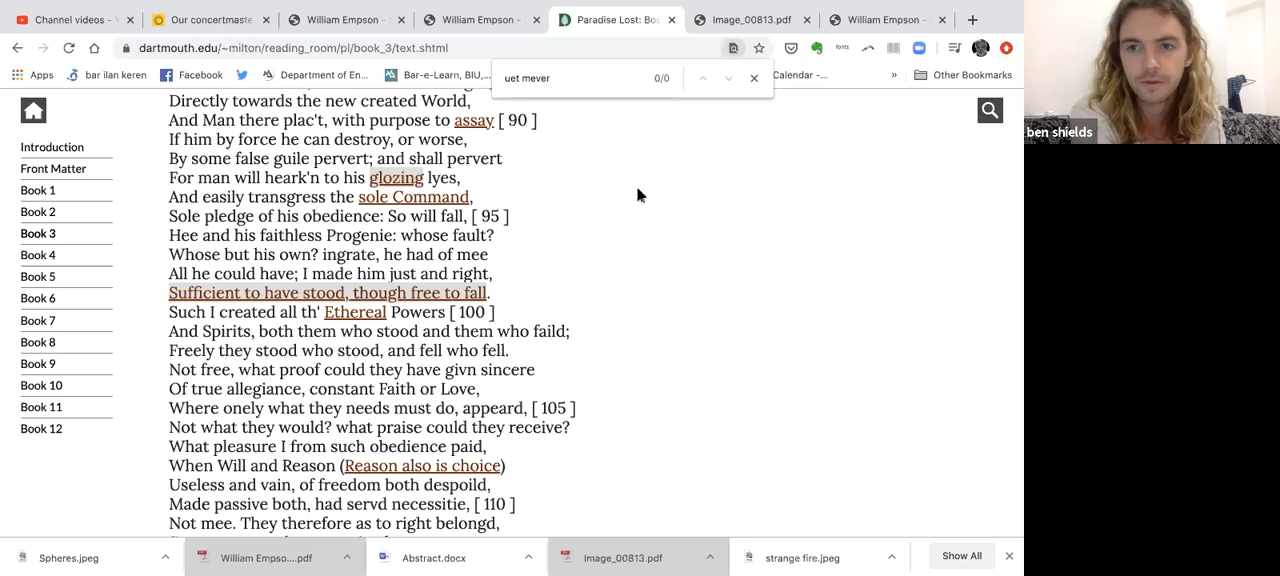 Channel videos -
Our concertmaste
William Empson -
William Empson -
Paradise Lost: Bo
Image_00813.pdf
William Empson -
dartmouth.edu/~milton/reading_room/pl/book_3/text.shtml
fonts
Apps
bar ilan keren
Facebook
Department of En...
Bar-e-Learn, BIU,...
Calendar -...
»
Other Bookmarks
uet mever 0/0
ben shields
Introduction
Front Matter
Book 1
Book 2
Book 3
Book 4
Book 5
Book 6
Book 7
Book 8
Book 9
Book 10
Book 11
Book 12
Directly towards the new created World,
And Man there plac't, with purpose to assay [ 90 ]
If him by force he can destroy, or worse,
By some false guile pervert; and shall pervert
For man will heark'n to his glozing lyes,
And easily transgress the sole Command,
Sole pledge of his obedience: So will fall, [ 95 ]
Hee and his faithless Progenie: whose fault?
Whose but his own? ingrate, he had of mee
All he could have; I made him just and right,
Sufficient to have stood, though free to fall.
Such I created all th' Ethereal Powers [ 100 ]
And Spirits, both them who stood and them who faild;
Freely they stood who stood, and fell who fell.
Not free, what proof could they have givn sincere
Of true allegiance, constant Faith or Love,
Where onely what they needs must do, appeard, [ 105 ]
Not what they would? what praise could they receive?
What pleasure I from such obedience paid,
When Will and Reason (Reason also is choice)
Useless and vain, of freedom both despoild,
Made passive both, had servd necessitie, [ 110 ]
Not mee. They therefore as to right belongd,
Spheres.jpeg
William Empso....pdf
Abstract.docx
Image_00813.pdf
strange fire.jpeg
Show All